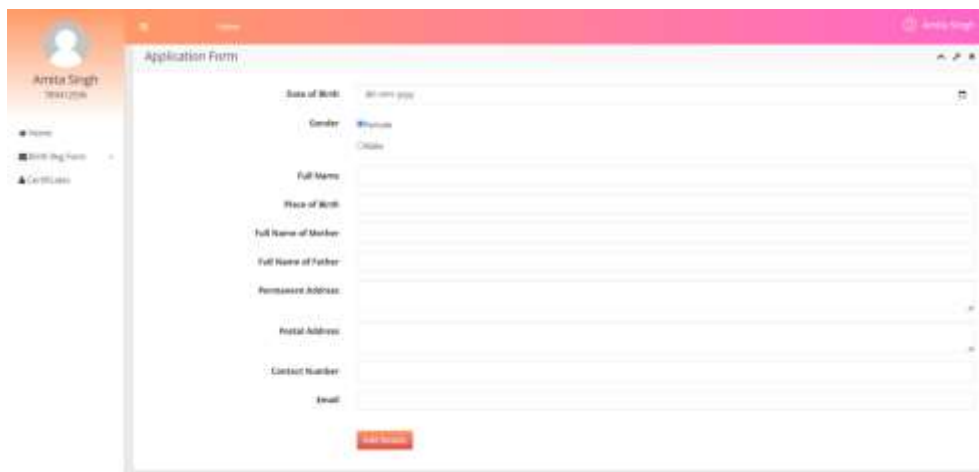 Home
Amita Singh
Amita Singh
Application Form
Home
Birth Reg Form
Certificates
Date of Birth
dd-mm-yyyy
Gender
Female
Male
Full Name
Place of Birth
Full Name of Mother
Full Name of Father
Permanent Address
Postal Address
Contact Number
Email